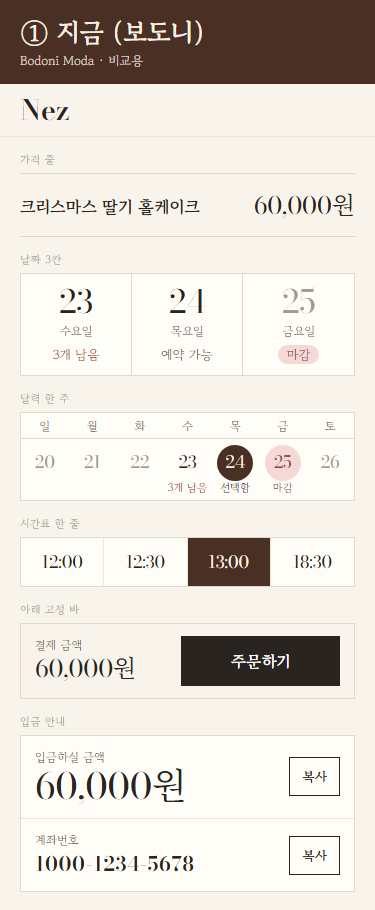 ① 지금 (보도니)
Bodoni Moda · 비교용
Nez
가격 줄
크리스마스 딸기 홀케이크 60,000원
날짜 3칸
23 24 25
수요일 목요일 금요일
3개 남음 예약 가능 마감
달력 한 주
일 월 화 수 목 금 토
20 21 22 23 24 25 26
3개 남음 선택함 마감
시간표 한 줄
12:00 12:30 13:00 18:30
아래 고정 바
결제 금액
60,000원 주문하기
입금 안내
입금하실 금액
60,000원 복사
계좌번호
1000-1234-5678 복사